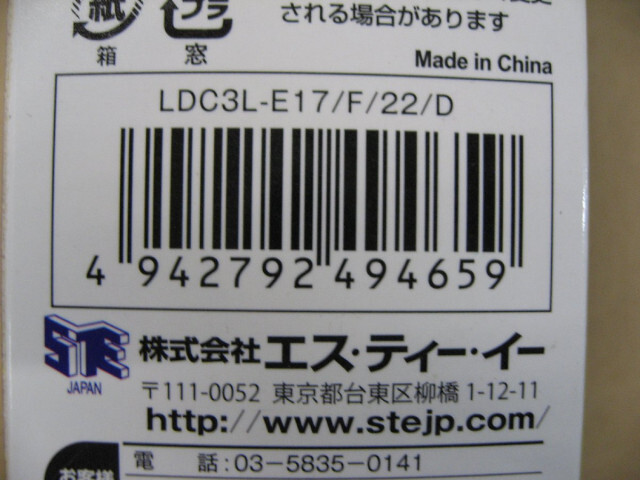 紙
プラ
箱
窓
される場合があります
Made in China
LDC3L-E17/F/22/D
4 942792 494659
STE
JAPAN
株式会社エス・ティー・イー
〒111-0052 東京都台東区柳橋1-12-11
http://www.stejp.com/
お客様
電 話:03-5835-0141